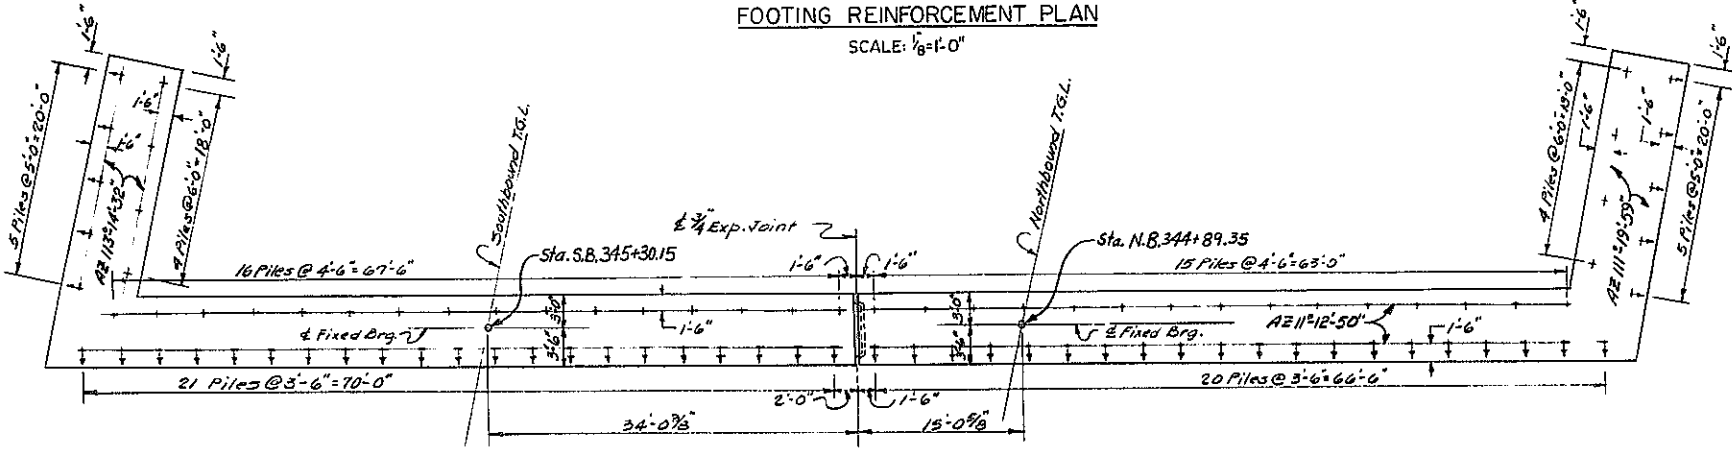 FOOTING REINFORCEMENT PLAN
SCALE: 1/8"=1'-0"
1'-6"
1'-6"
5 Piles @ 5'-0"=20'-0"
1'-6"
1'-6"
AZ 113°-14'-32"
4 Piles @ 6'-0"=18'-0"
Southbound T.G.L.
Northbound T.G.L.
1'-6"
1'-6"
4 Piles @ 6'-0"=18'-0"
1'-6"
1'-6"
AZ 111°-19'-59"
5 Piles @ 5'-0"=20'-0"
℄ 3/4" Exp. Joint
Sta. S.B. 345+30.15
Sta. N.B. 344+89.35
16 Piles @ 4'-6"=67'-6"
1'-6"
1'-6"
15 Piles @ 4'-6"=63'-0"
3'-0"
3'-0"
℄ Fixed Brg.
1'-6"
℄ Fixed Brg.
AZ 11°-12'-50"
1'-6"
3'-6"
3'-6"
21 Piles @ 3'-6"=70'-0"
20 Piles @ 3'-6"=66'-6"
2'-0"
1'-6"
34'-0 3/8"
15'-0 5/8"